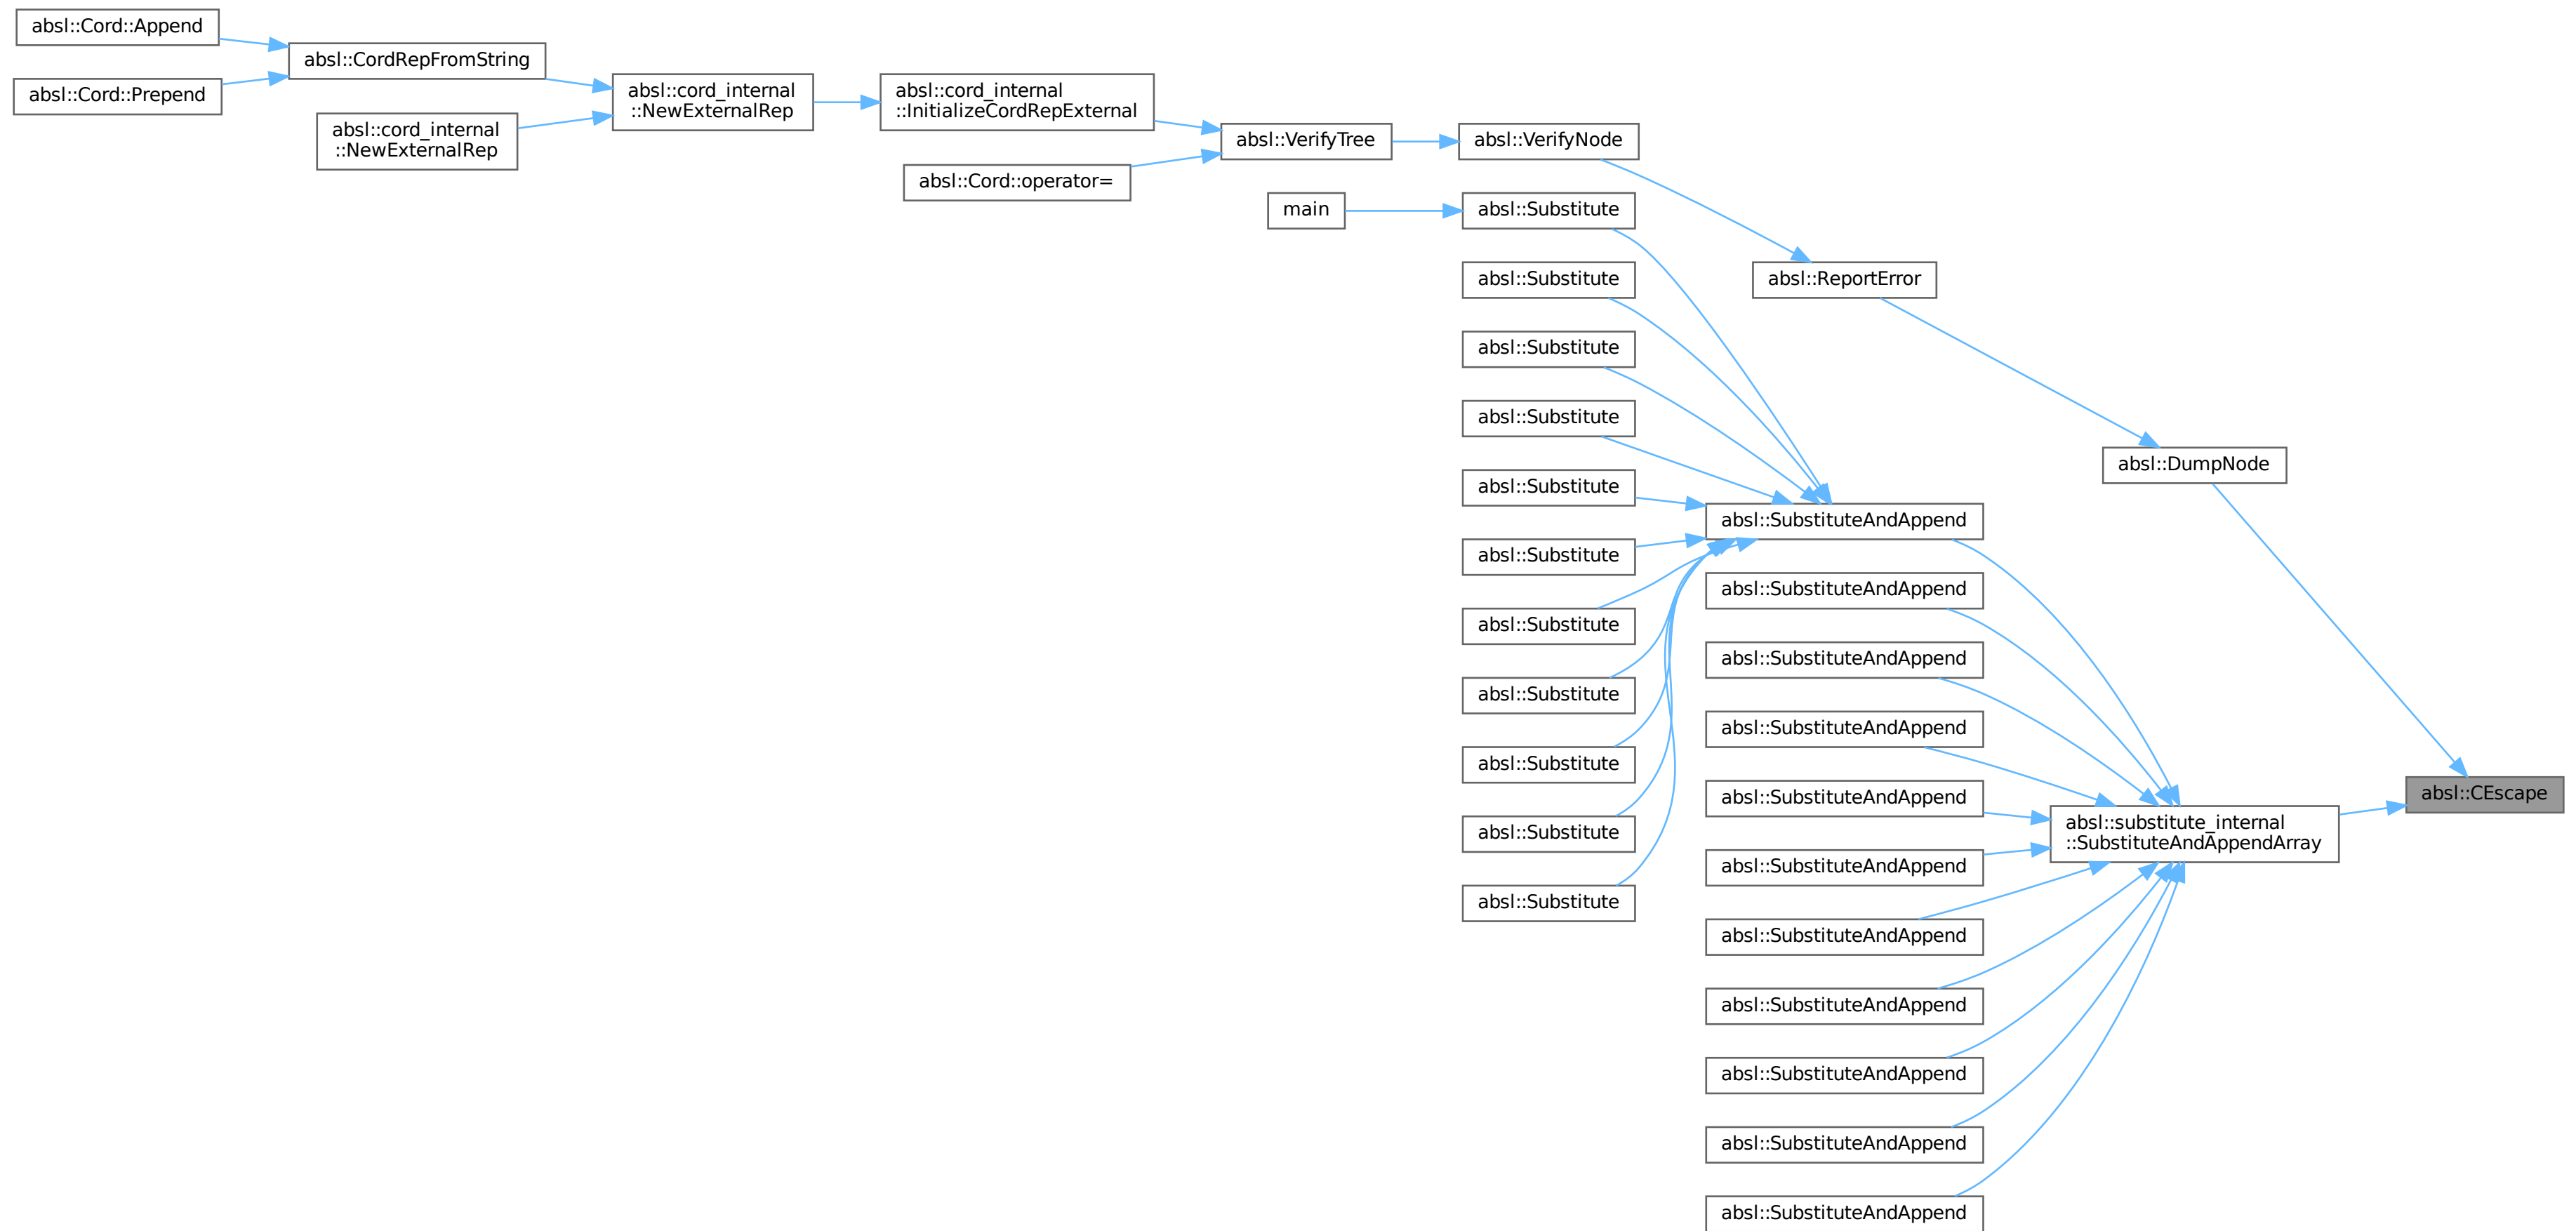 absl::Cord::Append
absl::Cord::Prepend
absl::CordRepFromString
absl::cord_internal
::NewExternalRep
absl::cord_internal
::NewExternalRep
absl::cord_internal
::InitializeCordRepExternal
absl::Cord::operator=
absl::VerifyTree
main
absl::VerifyNode
absl::Substitute
absl::Substitute
absl::Substitute
absl::Substitute
absl::Substitute
absl::Substitute
absl::Substitute
absl::Substitute
absl::Substitute
absl::Substitute
absl::Substitute
absl::ReportError
absl::SubstituteAndAppend
absl::SubstituteAndAppend
absl::SubstituteAndAppend
absl::SubstituteAndAppend
absl::SubstituteAndAppend
absl::SubstituteAndAppend
absl::SubstituteAndAppend
absl::SubstituteAndAppend
absl::SubstituteAndAppend
absl::SubstituteAndAppend
absl::SubstituteAndAppend
absl::DumpNode
absl::substitute_internal
::SubstituteAndAppendArray
absl::CEscape